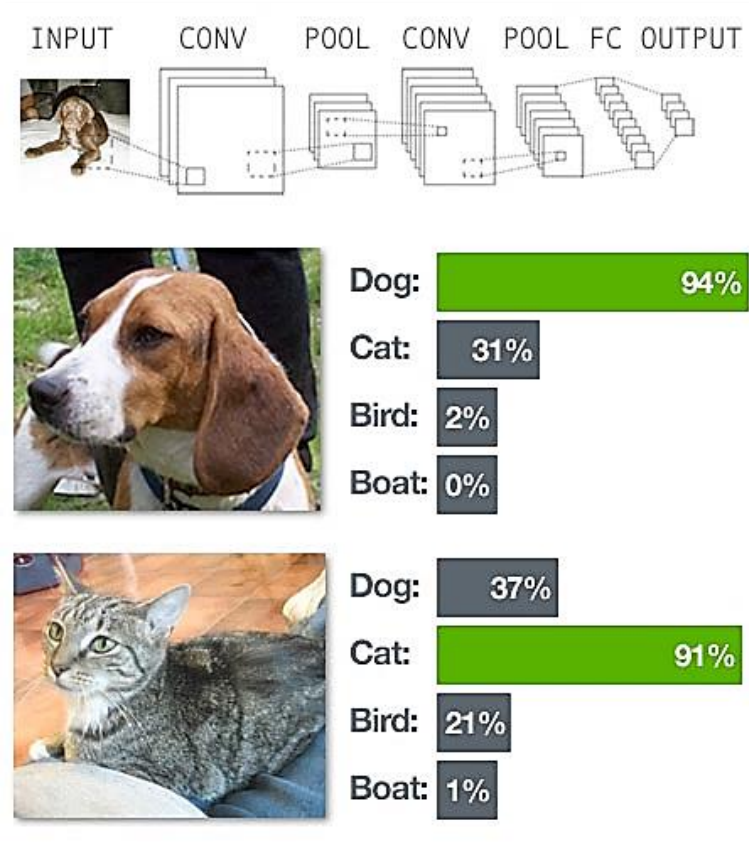 INPUT CONV POOL CONV POOL FC OUTPUT
Dog: 94%
Cat: 31%
Bird: 2%
Boat: 0%
Dog: 37%
Cat: 91%
Bird: 21%
Boat: 1%